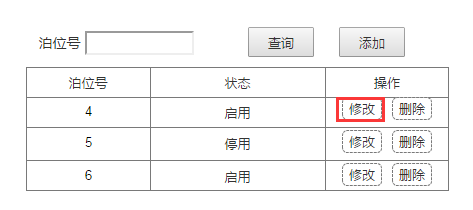 泊位号 查询 添加
泊位号 状态 操作
4 启用 修改 删除
5 停用 修改 删除
6 启用 修改 删除